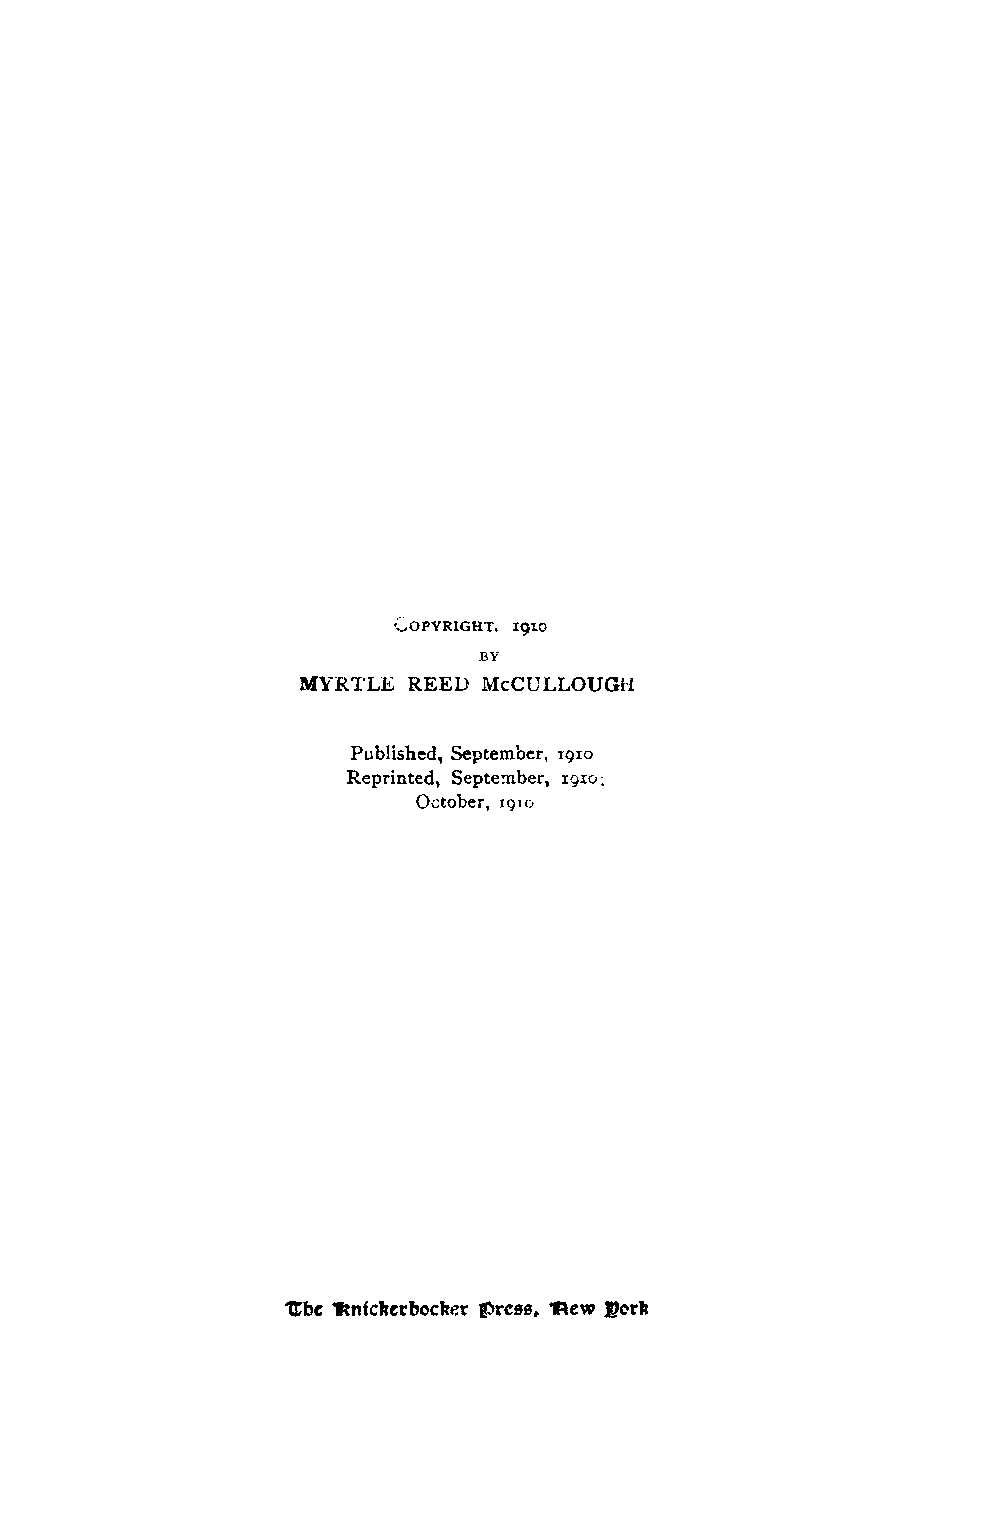 COPYRIGHT, 1910
BY
MYRTLE REED McCULLOUGH
Published, September, 1910
Reprinted, September, 1910;
October, 1910
The Knickerbocker Press, New York